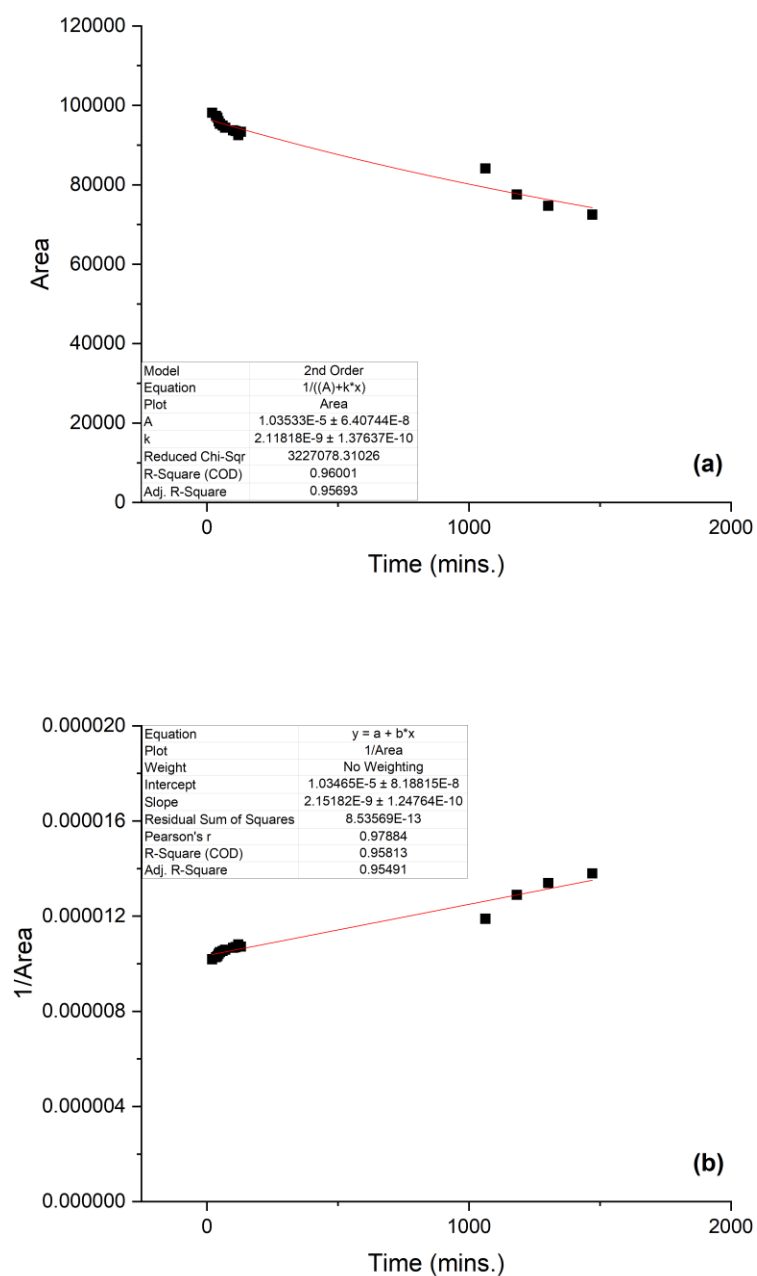 120000
100000
80000
60000
40000
20000
0
Area
Model 2nd Order
Equation 1/((A)+k*x)
Plot Area
A 1.03533E-5 ± 6.40744E-8
k 2.11818E-9 ± 1.37637E-10
Reduced Chi-Sqr 3227078.31026
R-Square (COD) 0.96001
Adj. R-Square 0.95693
(a)
0 1000 2000
Time (mins.)
0.000020
0.000016
0.000012
0.000008
0.000004
0.000000
1/Area
Equation y = a + b*x
Plot 1/Area
Weight No Weighting
Intercept 1.03465E-5 ± 8.18815E-8
Slope 2.15182E-9 ± 1.24764E-10
Residual Sum of Squares 8.53569E-13
Pearson's r 0.97884
R-Square (COD) 0.95813
Adj. R-Square 0.95491
(b)
0 1000 2000
Time (mins.)